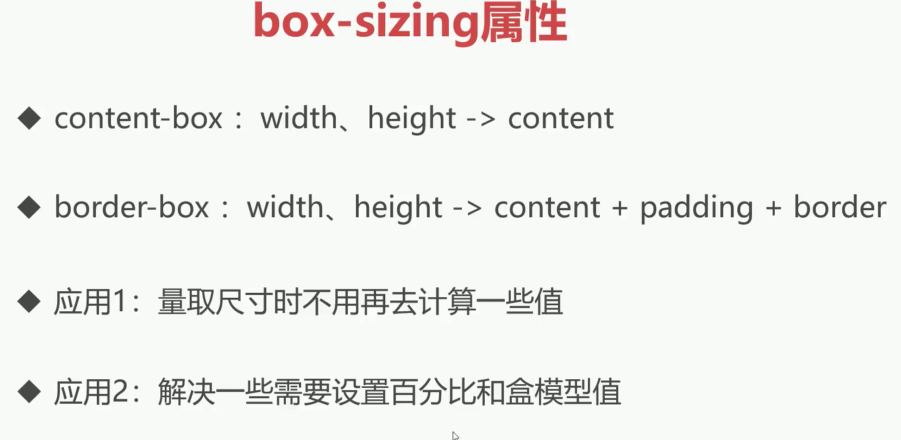 box-sizing属性
◆ content-box ：width、height -> content
◆ border-box ：width、height -> content + padding + border
◆ 应用1：量取尺寸时不用再去计算一些值
◆ 应用2：解决一些需要设置百分比和盒模型值